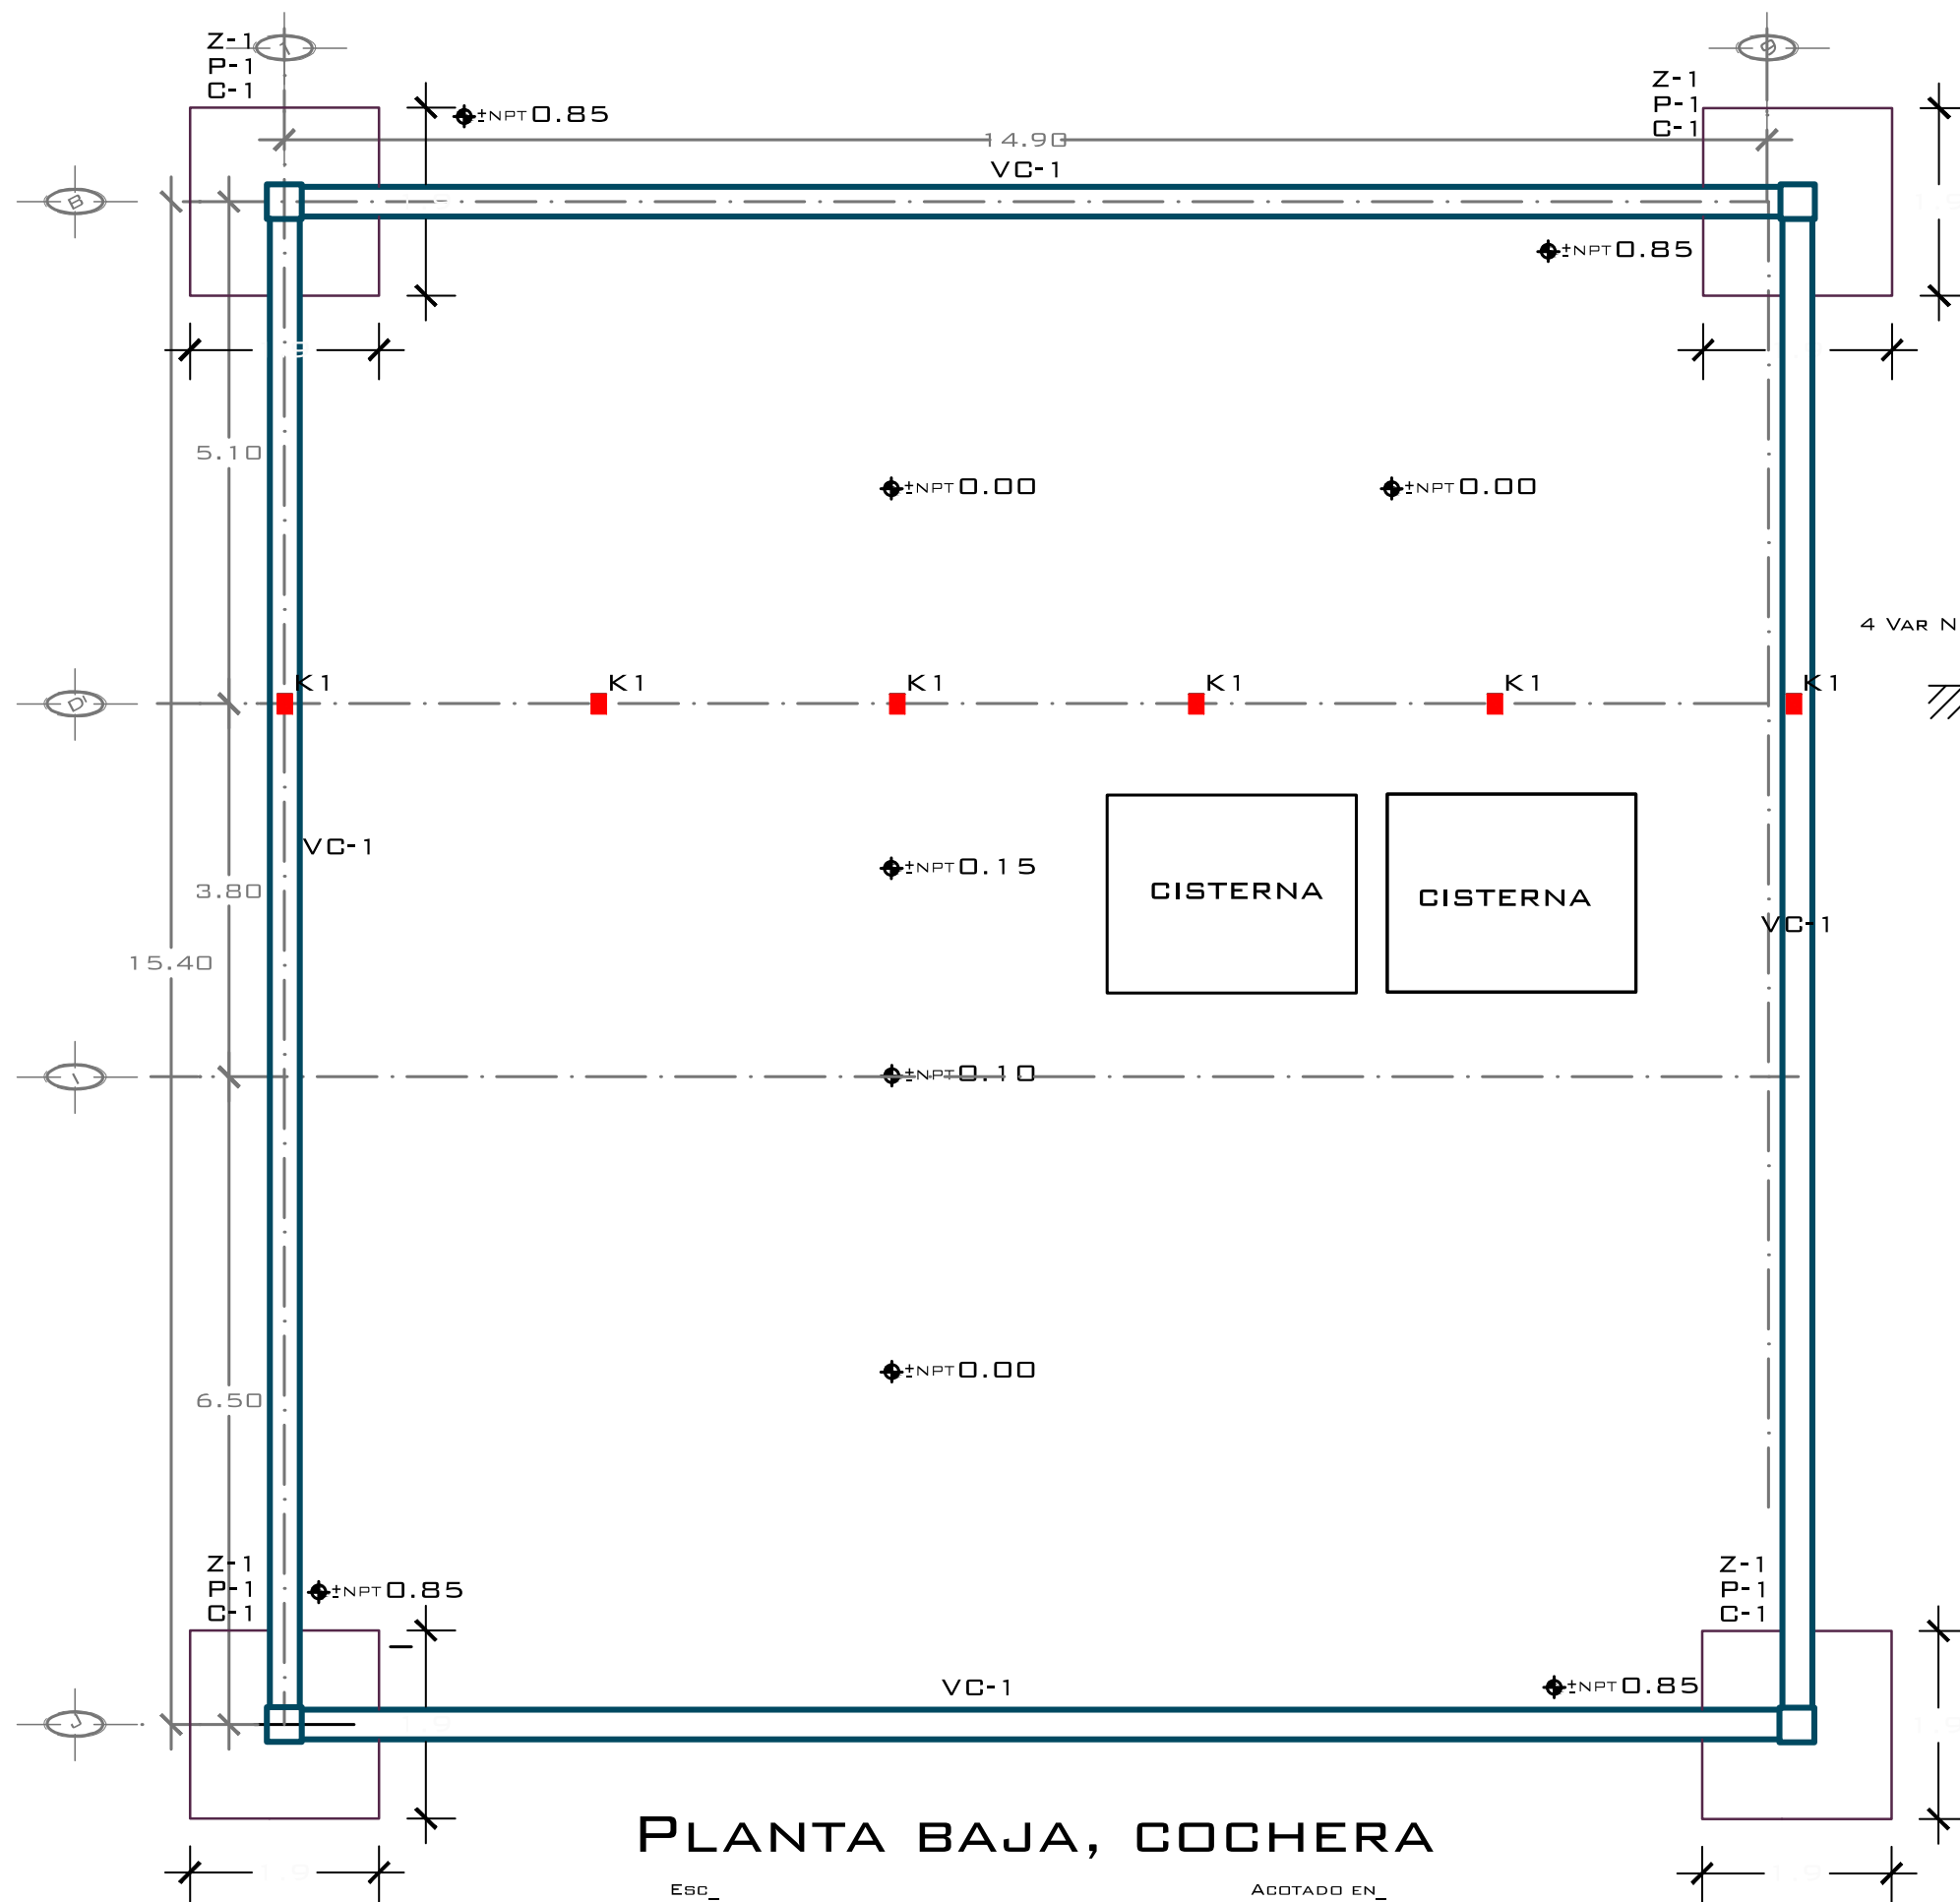 Z-1
P-1
C-1
1
9
Z-1
P-1
C-1
±NPT 0.85
14.90
VC-1
B
±NPT 0.85
5.10
±NPT 0.00
±NPT 0.00
4 VAR N
K1
K1
K1
K1
K1
K1
D'
VC-1
±NPT 0.15
3.80
CISTERNA
CISTERNA
VC-1
15.40
±NPT 0.10
I
±NPT 0.00
6.50
Z-1
P-1
C-1
±NPT 0.85
Z-1
P-1
C-1
VC-1
±NPT 0.85
J
PLANTA BAJA, COCHERA
ESC_
ACOTADO EN_